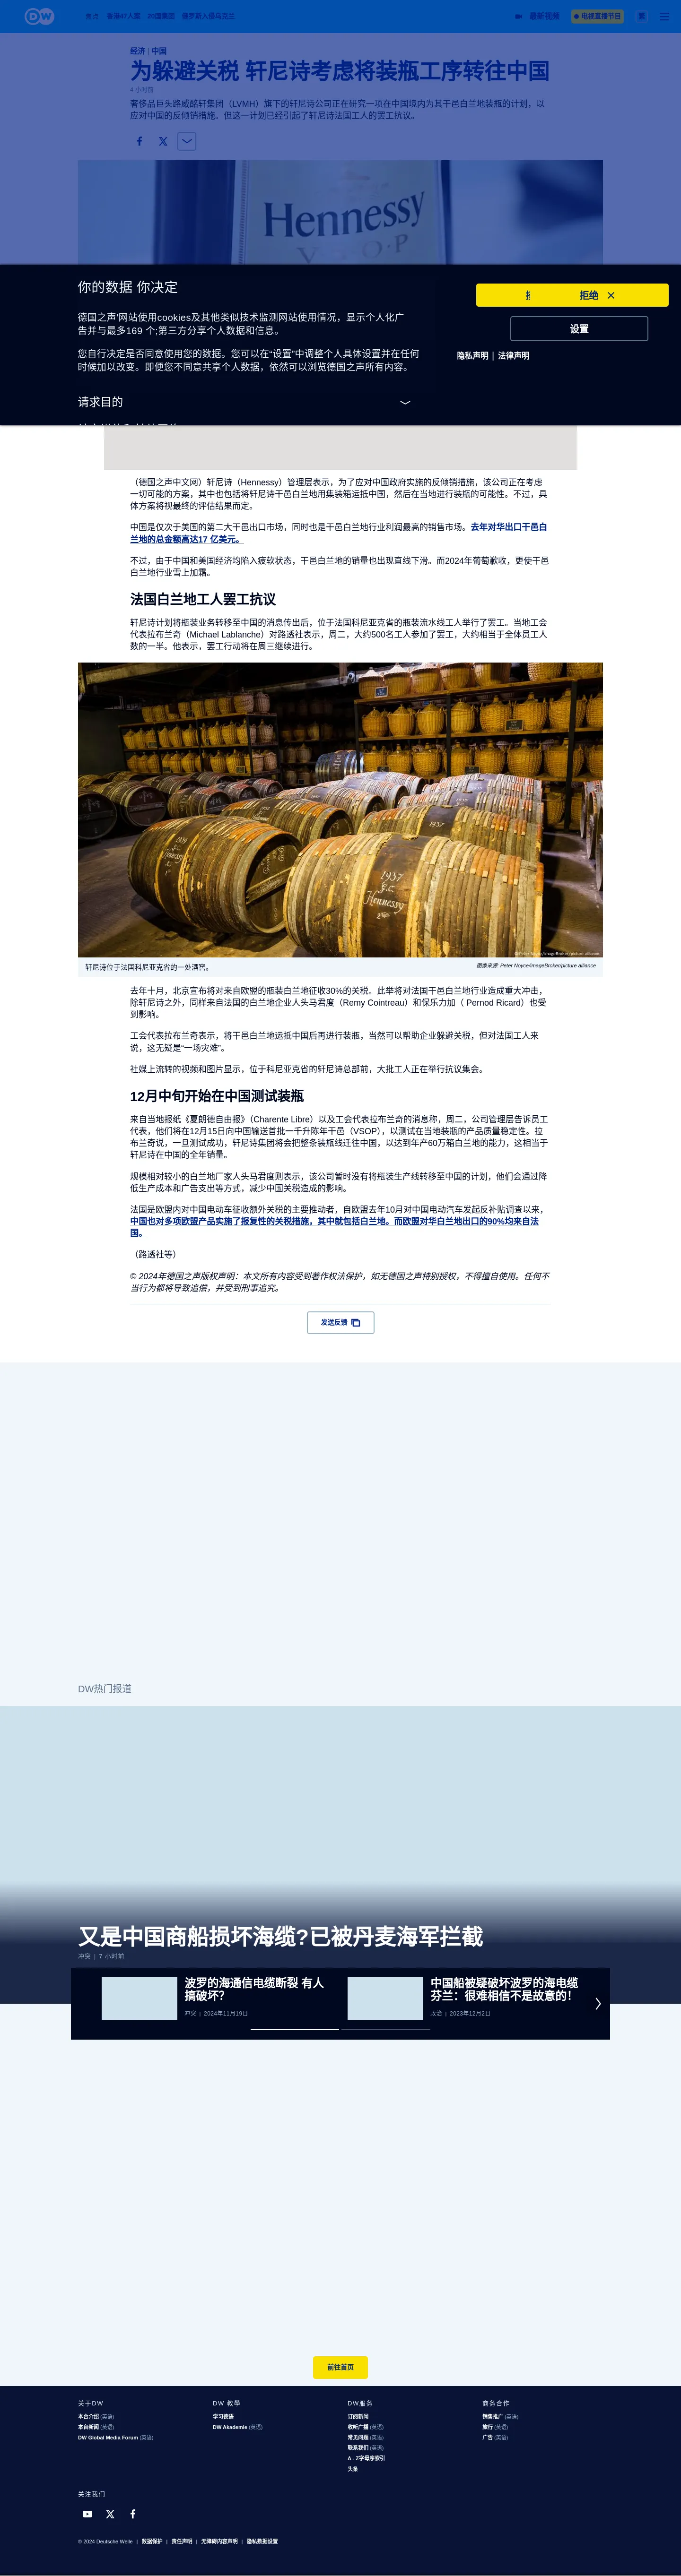 DW
焦点 香港47人案 20国集团 俄罗斯入侵乌克兰
最新视频
电视直播节目
繁
经济 | 中国
为躲避关税 轩尼诗考虑将装瓶工序转往中国
4 小时前
奢侈品巨头路威酩轩集团（LVMH）旗下的轩尼诗公司正在研究一项在中国境内为其干邑白兰地装瓶的计划，以
应对中国的反倾销措施。但这一计划已经引起了轩尼诗法国工人的罢工抗议。
Hennessy
V.S.O.P
你的数据 你决定
德国之声‘网站使用cookies及其他类似技术监测网站使用情况，显示个人化广
告并与最多169 个;第三方分享个人数据和信息。
您自行决定是否同意使用您的数据。您可以在“设置”中调整个人具体设置并在任何
时候加以改变。即便您不同意共享个人数据，依然可以浏览德国之声所有内容。
请求目的
拒绝
设置
隐私声明 | 法律声明
（德国之声中文网）轩尼诗（Hennessy）管理层表示，为了应对中国政府实施的反倾销措施，该公司正在考虑
一切可能的方案，其中也包括将轩尼诗干邑白兰地用集装箱运抵中国，然后在当地进行装瓶的可能性。不过，具
体方案将视最终的评估结果而定。
中国是仅次于美国的第二大干邑出口市场，同时也是干邑白兰地行业利润最高的销售市场。去年对华出口干邑白
兰地的总金额高达17 亿美元。
不过，由于中国和美国经济均陷入疲软状态，干邑白兰地的销量也出现直线下滑。而2024年葡萄歉收，更使干邑
白兰地行业雪上加霜。
法国白兰地工人罢工抗议
轩尼诗计划将瓶装业务转移至中国的消息传出后，位于法国科尼亚克省的瓶装流水线工人举行了罢工。当地工会
代表拉布兰奇（Michael Lablanche）对路透社表示，周二，大约500名工人参加了罢工，大约相当于全体员工人
数的一半。他表示，罢工行动将在周三继续进行。
1937
1937
© Peter Noyce/ImageBroker/picture alliance
轩尼诗位于法国科尼亚克省的一处酒窖。
图像来源: Peter Noyce/ImageBroker/picture alliance
去年十月，北京宣布将对来自欧盟的瓶装白兰地征收30%的关税。此举将对法国干邑白兰地行业造成重大冲击，
除轩尼诗之外，同样来自法国的白兰地企业人头马君度（Remy Cointreau）和保乐力加（ Pernod Ricard）也受
到影响。
工会代表拉布兰奇表示，将干邑白兰地运抵中国后再进行装瓶，当然可以帮助企业躲避关税，但对法国工人来
说，这无疑是“一场灾难”。
社媒上流转的视频和图片显示，位于科尼亚克省的轩尼诗总部前，大批工人正在举行抗议集会。
12月中旬开始在中国测试装瓶
来自当地报纸《夏朗德自由报》（Charente Libre）以及工会代表拉布兰奇的消息称，周二，公司管理层告诉员工
代表，他们将在12月15日向中国输送首批一千升陈年干邑（VSOP），以测试在当地装瓶的产品质量稳定性。拉
布兰奇说，一旦测试成功，轩尼诗集团将会把整条装瓶线迁往中国，以达到年产60万箱白兰地的能力，这相当于
轩尼诗在中国的全年销量。
规模相对较小的白兰地厂家人头马君度则表示，该公司暂时没有将瓶装生产线转移至中国的计划，他们会通过降
低生产成本和广告支出等方式，减少中国关税造成的影响。
法国是欧盟内对中国电动车征收额外关税的主要推动者，自欧盟去年10月对中国电动汽车发起反补贴调查以来，
中国也对多项欧盟产品实施了报复性的关税措施，其中就包括白兰地。而欧盟对华白兰地出口的90%均来自法
国。
（路透社等）
© 2024年德国之声版权声明：本文所有内容受到著作权法保护，如无德国之声特别授权，不得擅自使用。任何不
当行为都将导致追偿，并受到刑事追究。
发送反馈
DW热门报道
又是中国商船损坏海缆?已被丹麦海军拦截
冲突 | 7 小时前
波罗的海通信电缆断裂 有人
搞破坏?
冲突 | 2024年11月19日
中国船被疑破坏波罗的海电缆
芬兰：很难相信不是故意的！
政治 | 2023年12月2日
前往首页
关于DW
本台介绍 (英语)
本台新闻 (英语)
DW Global Media Forum (英语)
DW 教學
学习德语
DW Akademie (英语)
DW服务
订阅新闻
收听广播 (英语)
常见问题 (英语)
联系我们 (英语)
A - Z字母序索引
头条
商务合作
销售推广 (英语)
旅行 (英语)
广告 (英语)
关注我们
© 2024 Deutsche Welle | 数据保护 | 责任声明 | 无障碍内容声明 | 隐私数据设置